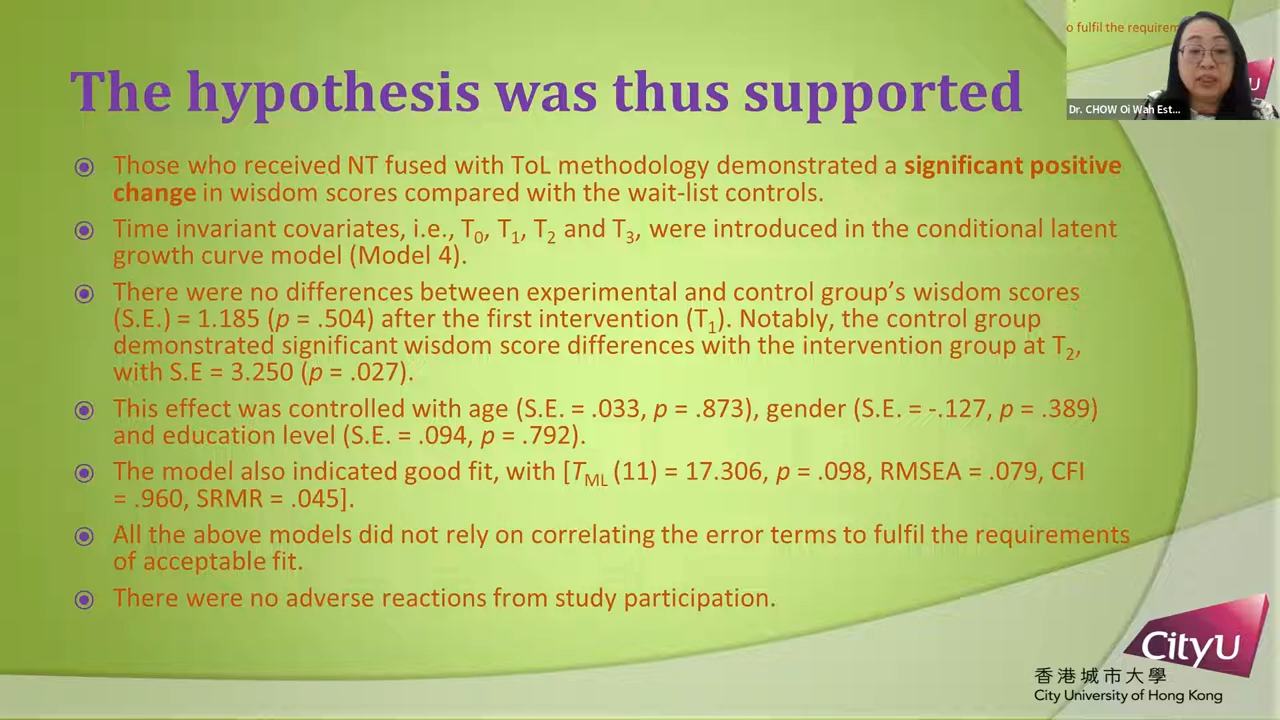 o fulfil the requirem
U
Dr. CHOW Oi Wah Est...
The hypothesis was thus supported
Those who received NT fused with ToL methodology demonstrated a significant positive
change in wisdom scores compared with the wait-list controls.
Time invariant covariates, i.e., T0, T1, T2 and T3, were introduced in the conditional latent
growth curve model (Model 4).
There were no differences between experimental and control group’s wisdom scores
(S.E.) = 1.185 (p = .504) after the first intervention (T1). Notably, the control group
demonstrated significant wisdom score differences with the intervention group at T2,
with S.E = 3.250 (p = .027).
This effect was controlled with age (S.E. = .033, p = .873), gender (S.E. = -.127, p = .389)
and education level (S.E. = .094, p = .792).
The model also indicated good fit, with [TML (11) = 17.306, p = .098, RMSEA = .079, CFI
= .960, SRMR = .045].
All the above models did not rely on correlating the error terms to fulfil the requirements
of acceptable fit.
There were no adverse reactions from study participation.
CityU
香港城市大學
City University of Hong Kong